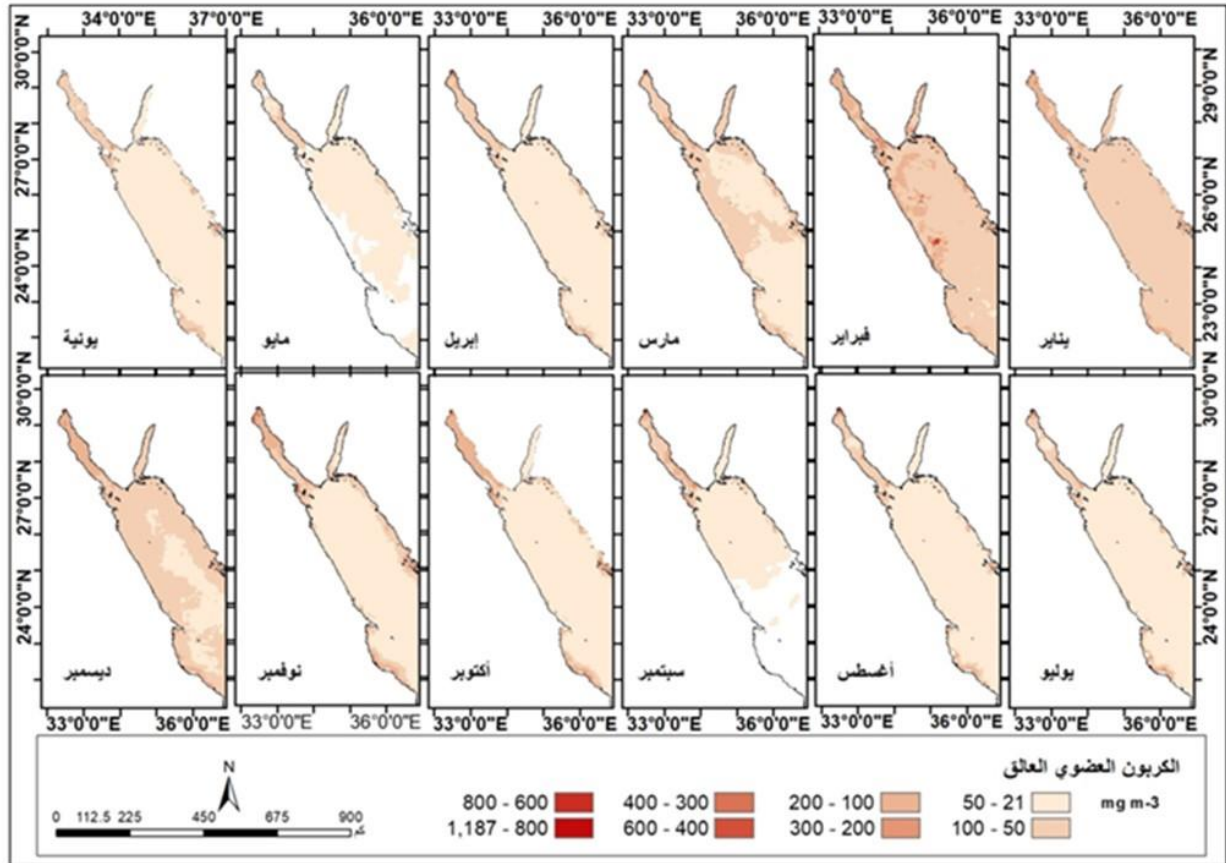 34°0'0"E 37°0'0"E 36°0'0"E 33°0'0"E 36°0'0"E 33°0'0"E 36°0'0"E 33°0'0"E 36°0'0"E 33°0'0"E 36°0'0"E
30°0'0"N
27°0'0"N
24°0'0"N
29°0'0"N
26°0'0"N
23°0'0"N
يناير
فبراير
مارس
إبريل
مايو
يونية
30°0'0"N
27°0'0"N
24°0'0"N
30°0'0"N
27°0'0"N
24°0'0"N
يوليو
أغسطس
سبتمبر
أكتوبر
نوفمبر
ديسمبر
33°0'0"E 36°0'0"E 33°0'0"E 36°0'0"E 33°0'0"E 36°0'0"E 33°0'0"E 36°0'0"E 33°0'0"E 36°0'0"E 33°0'0"E 36°0'0"E
الكربون العضوي العالق
mg m-3
50 - 21
100 - 50
200 - 100
300 - 200
400 - 300
600 - 400
800 - 600
1,187 - 800
N
0 112.5 225 450 675 900
كم